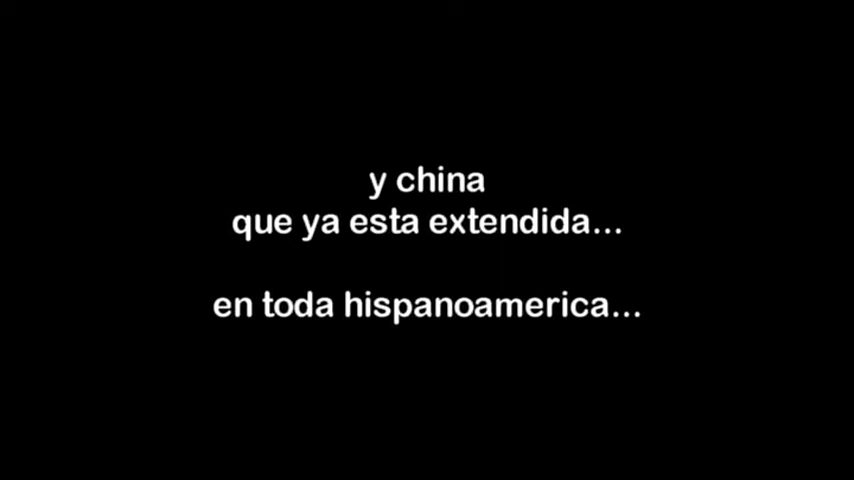 y china
que ya esta extendida...
en toda hispanoamerica...